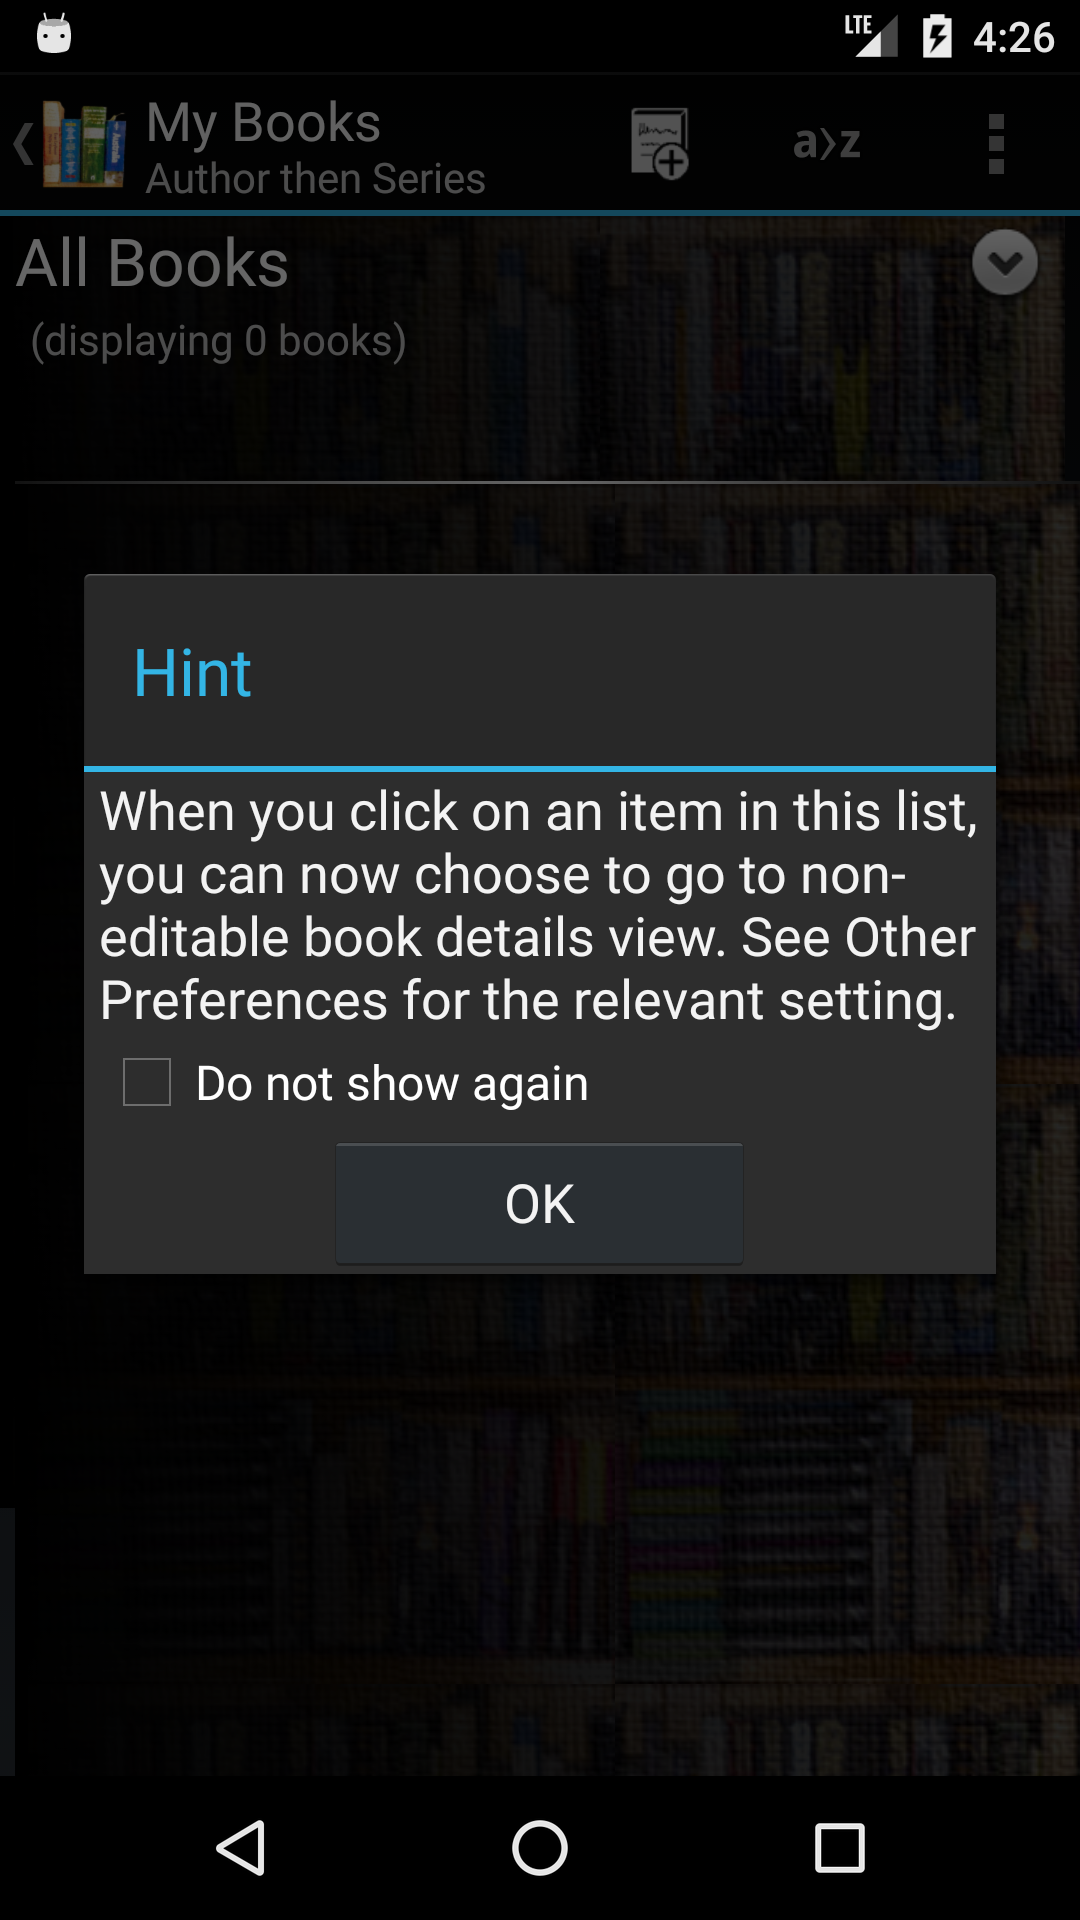 LTE 4:26
My Books
Author then Series
a›z
All Books
(displaying 0 books)
Hint
When you click on an item in this list,
you can now choose to go to non-
editable book details view. See Other
Preferences for the relevant setting.
Do not show again
OK